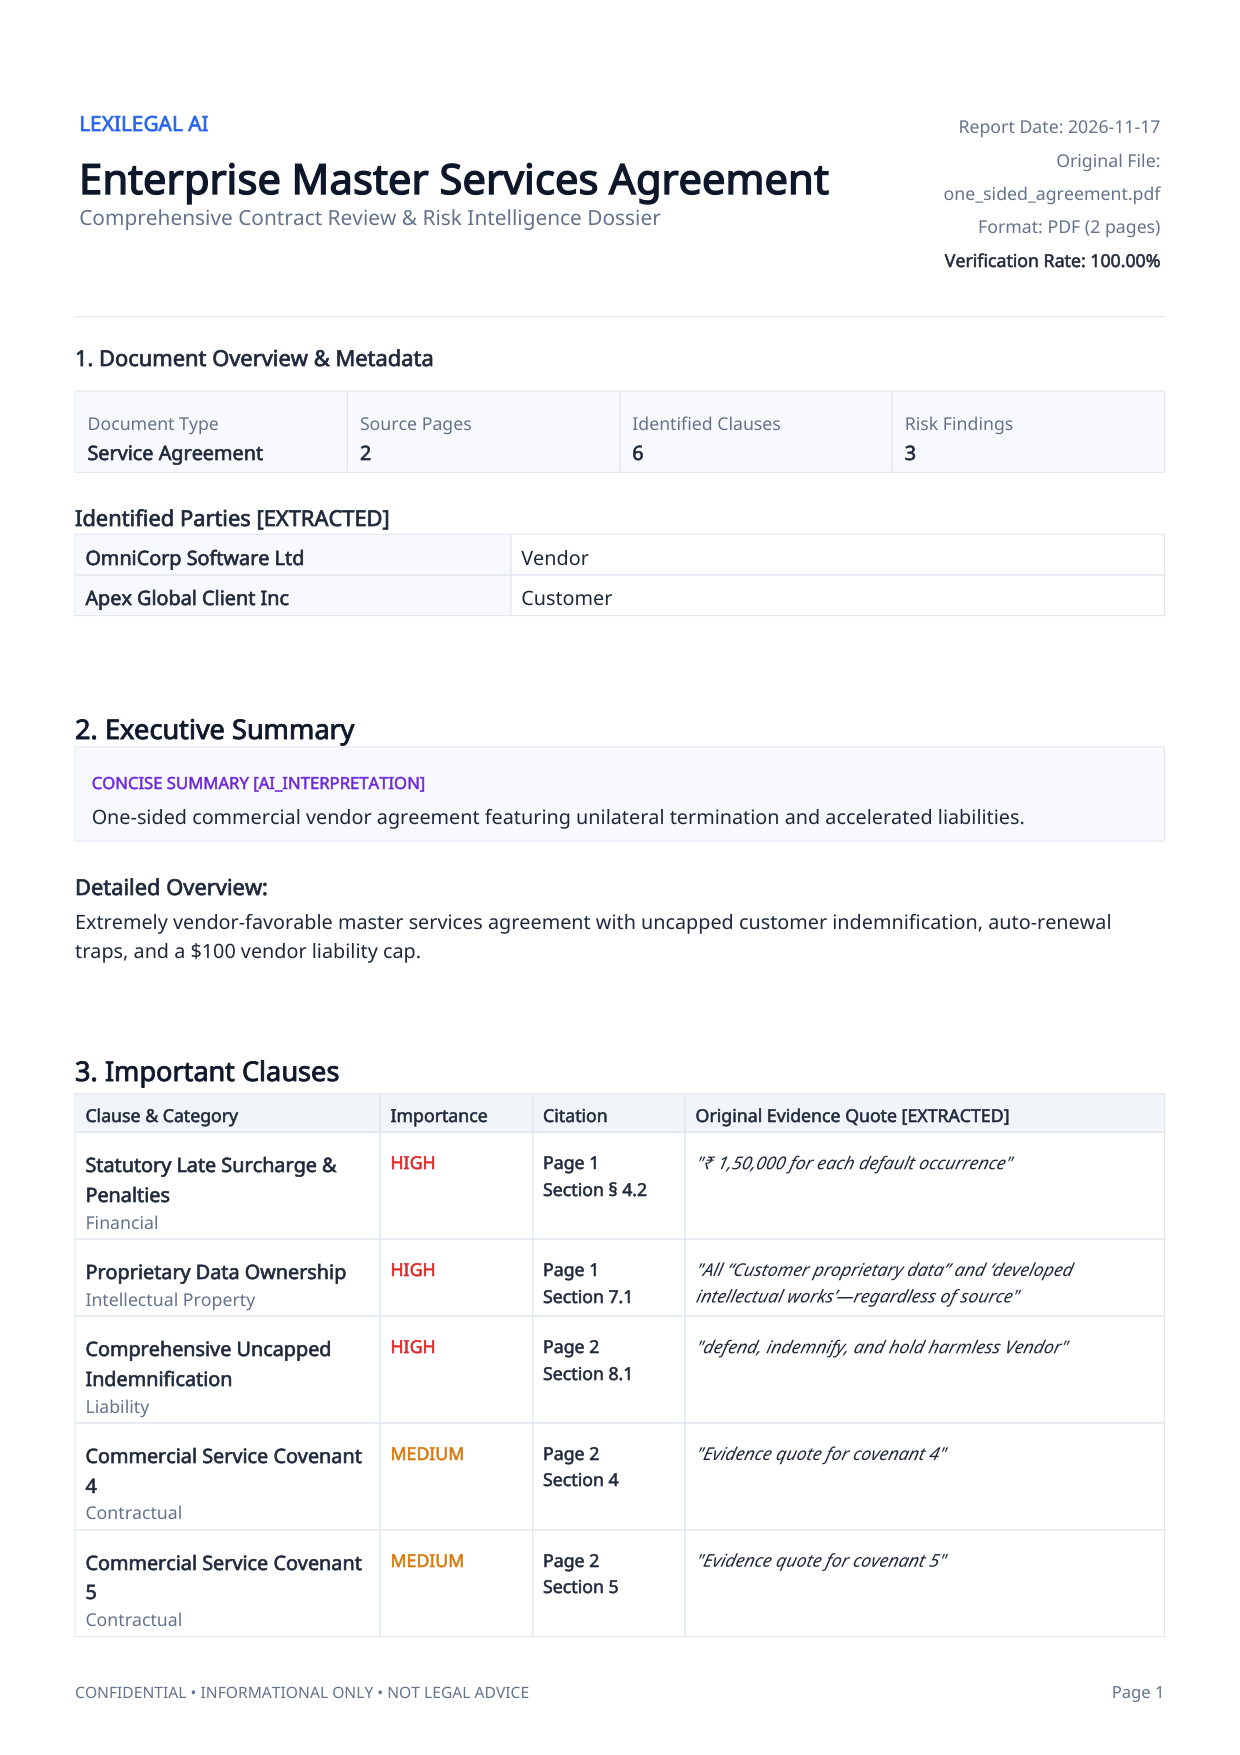 LEXILEGAL AI
Enterprise Master Services Agreement
Comprehensive Contract Review & Risk Intelligence Dossier
Report Date: 2026-11-17
Original File:
one_sided_agreement.pdf
Format: PDF (2 pages)
Verification Rate: 100.00%
1. Document Overview & Metadata
Document Type
Service Agreement
Source Pages
2
Identified Clauses
6
Risk Findings
3
Identified Parties [EXTRACTED]
OmniCorp Software Ltd
Vendor
Apex Global Client Inc
Customer
2. Executive Summary
CONCISE SUMMARY [AI_INTERPRETATION]
One-sided commercial vendor agreement featuring unilateral termination and accelerated liabilities.
Detailed Overview:
Extremely vendor-favorable master services agreement with uncapped customer indemnification, auto-renewal
traps, and a $100 vendor liability cap.
3. Important Clauses
Clause & Category
Importance
Citation
Original Evidence Quote [EXTRACTED]
Statutory Late Surcharge &
Penalties
Financial
HIGH
Page 1
Section § 4.2
"₹ 1,50,000 for each default occurrence"
Proprietary Data Ownership
Intellectual Property
HIGH
Page 1
Section 7.1
"All “Customer proprietary data” and ‘developed
intellectual works’—regardless of source"
Comprehensive Uncapped
Indemnification
Liability
HIGH
Page 2
Section 8.1
"defend, indemnify, and hold harmless Vendor"
Commercial Service Covenant
4
Contractual
MEDIUM
Page 2
Section 4
"Evidence quote for covenant 4"
Commercial Service Covenant
5
Contractual
MEDIUM
Page 2
Section 5
"Evidence quote for covenant 5"
CONFIDENTIAL • INFORMATIONAL ONLY • NOT LEGAL ADVICE
Page 1